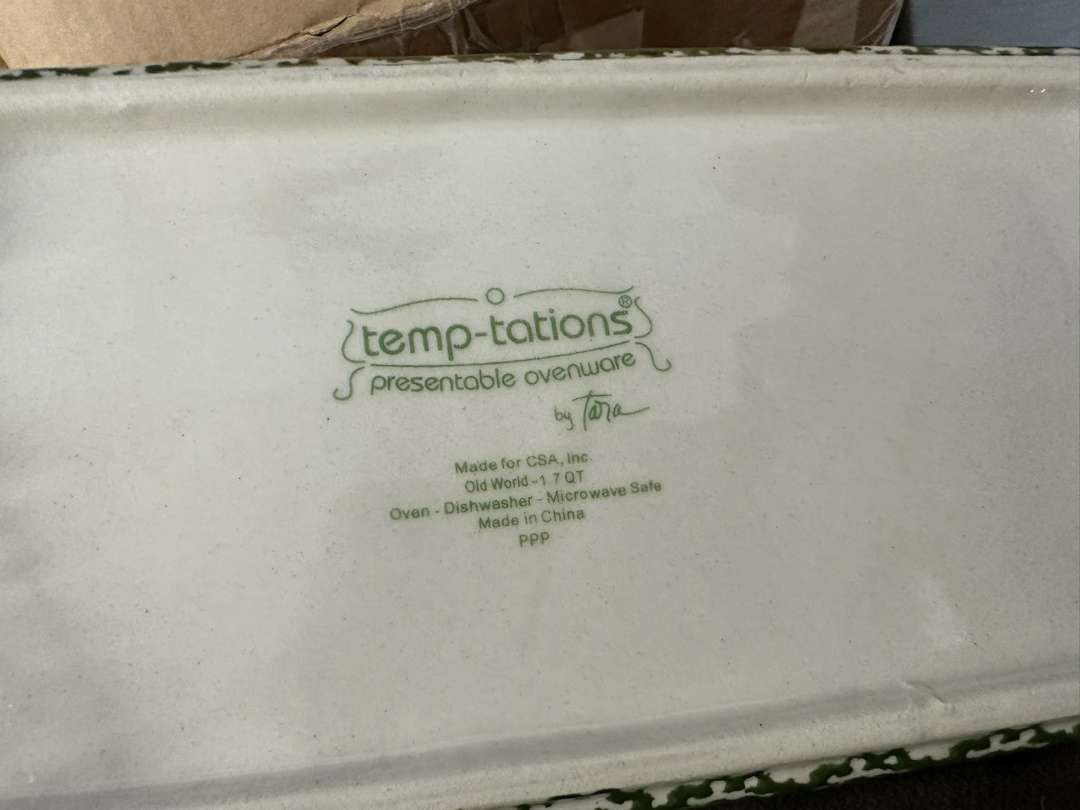 temp-tations®
presentable ovenware
by Tara
Made for CSA, Inc.
Old World-1.7 QT
Oven - Dishwasher - Microwave Safe
Made in China
PPP